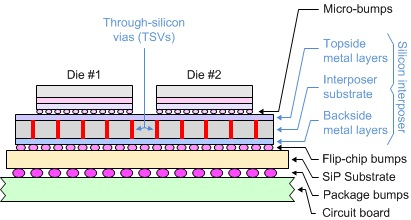 Micro-bumps
Through-silicon
vias (TSVs)
Topside
metal layers
Die #1
Die #2
Interposer
substrate
Silicon interposer
Backside
metal layers
Flip-chip bumps
SiP Substrate
Package bumps
Circuit board